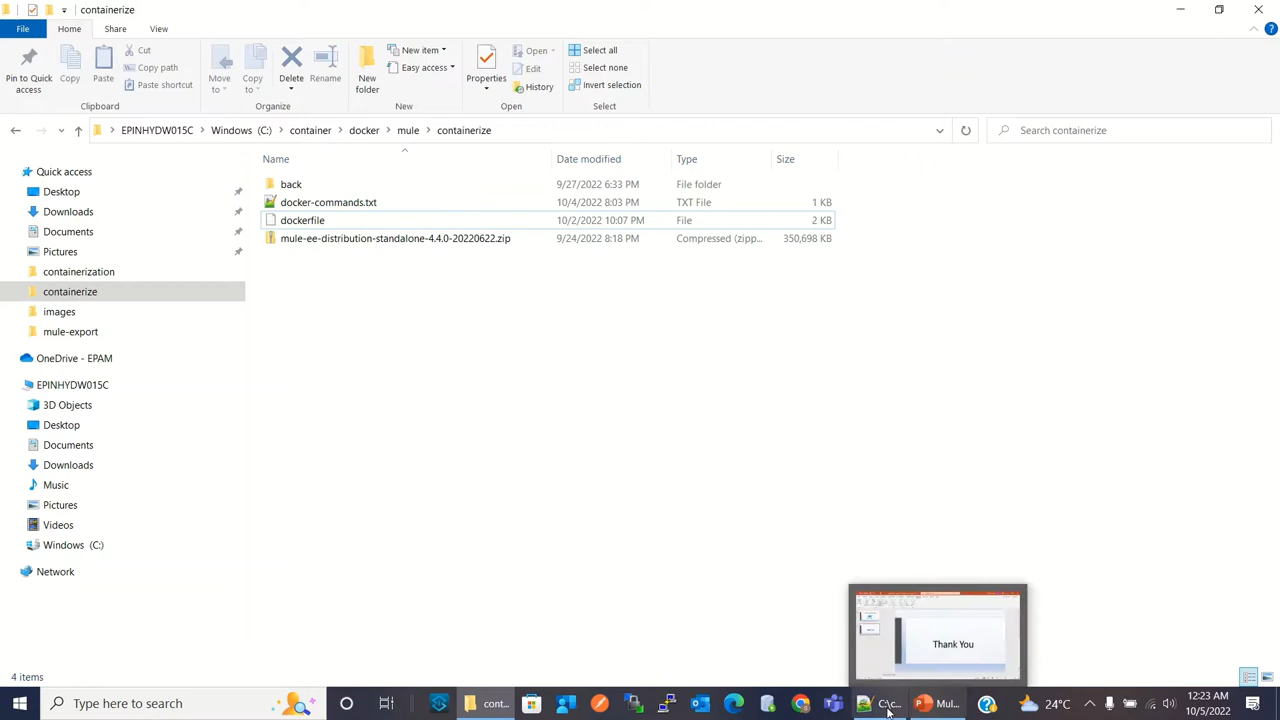 containerize
File Home Share View
Pin to Quick access
Copy
Paste
Cut
Copy path
Paste shortcut
Move to
Copy to
Delete
Rename
New folder
New item
Easy access
Properties
Open
Edit
History
Select all
Select none
Invert selection
Clipboard Organize New Open Select
EPINHYDW015C Windows (C:) container docker mule containerize
Search containerize
Name Date modified Type Size
back 9/27/2022 6:33 PM File folder
docker-commands.txt 10/4/2022 8:03 PM TXT File 1 KB
dockerfile 10/2/2022 10:07 PM File 2 KB
mule-ee-distribution-standalone-4.4.0-20220622.zip 9/24/2022 8:18 PM Compressed (zipp... 350,698 KB
Quick access
Desktop
Downloads
Documents
Pictures
containerization
containerize
images
mule-export
OneDrive - EPAM
EPINHYDW015C
3D Objects
Desktop
Documents
Downloads
Music
Pictures
Videos
Windows (C:)
Network
Thank You
4 items
Type here to search
cont...
Mul...
24°C
12:23 AM
10/5/2022